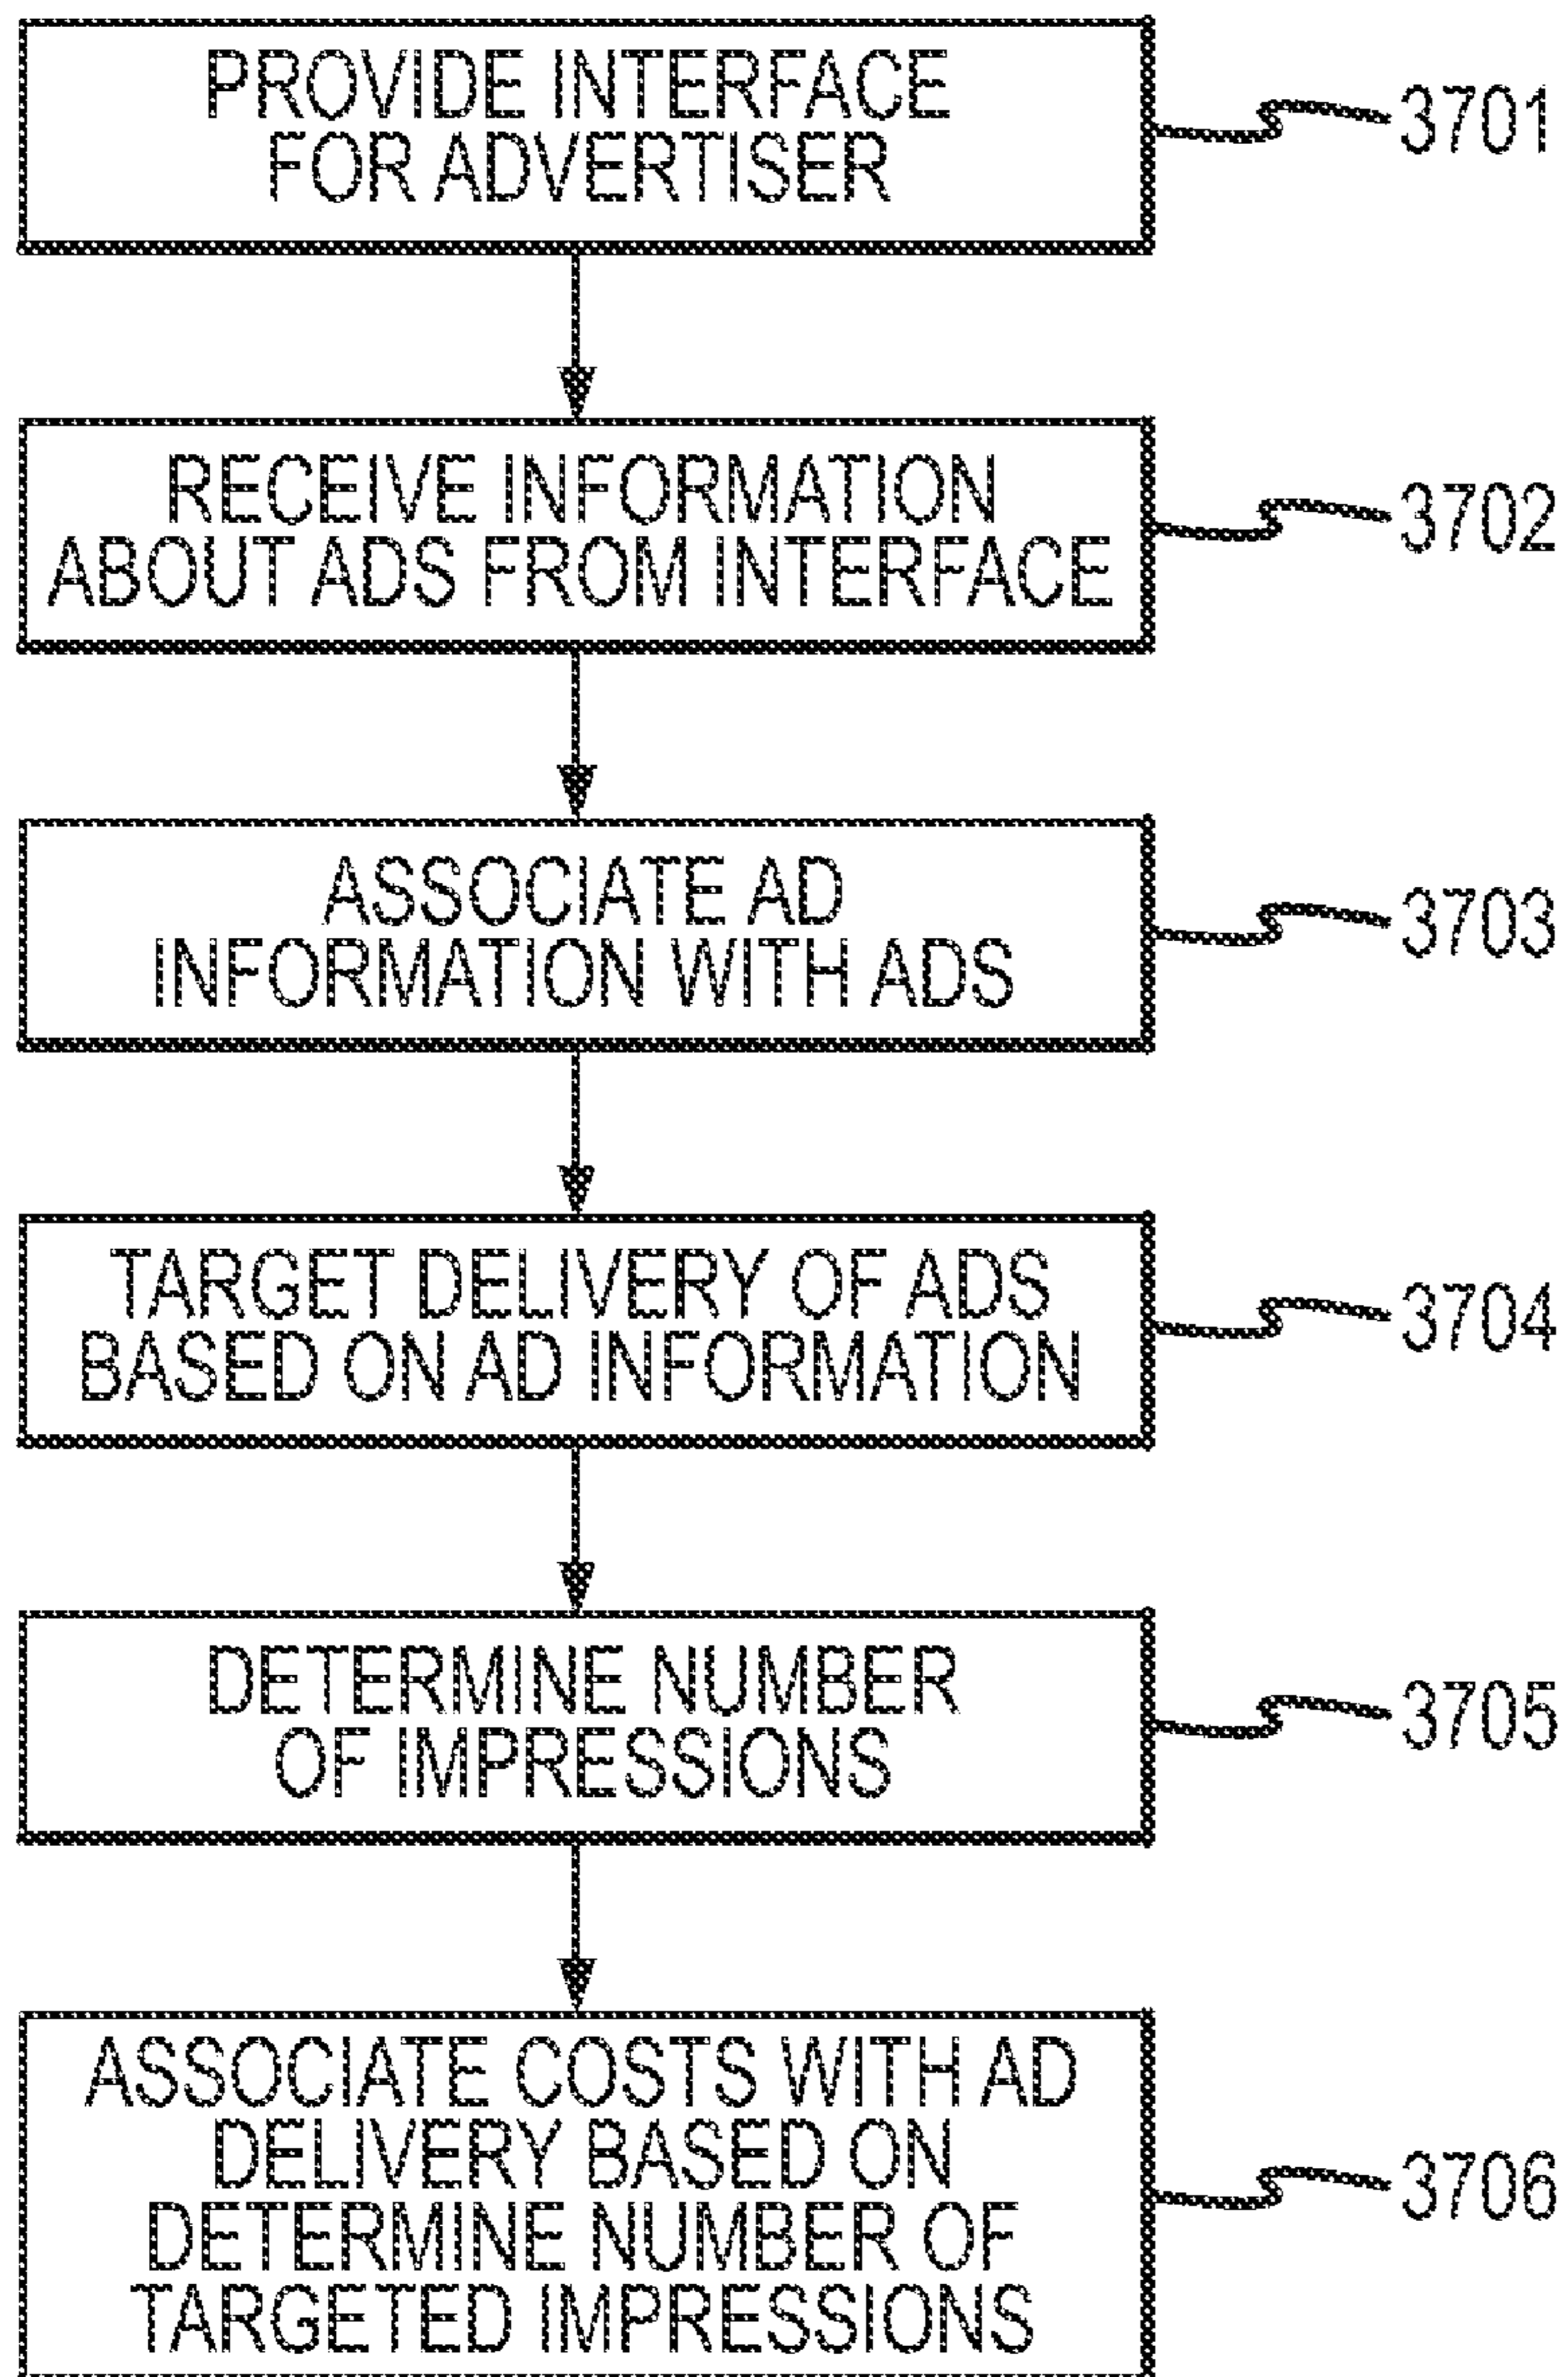 PROVIDE INTERFACE
FOR ADVERTISER
3701
RECEIVE INFORMATION
ABOUT ADS FROM INTERFACE
3702
ASSOCIATE AD
INFORMATION WITH ADS
3703
TARGET DELIVERY OF ADS
BASED ON AD INFORMATION
3704
DETERMINE NUMBER
OF IMPRESSIONS
3705
ASSOCIATE COSTS WITH AD
DELIVERY BASED ON
DETERMINE NUMBER OF
TARGETED IMPRESSIONS
3706